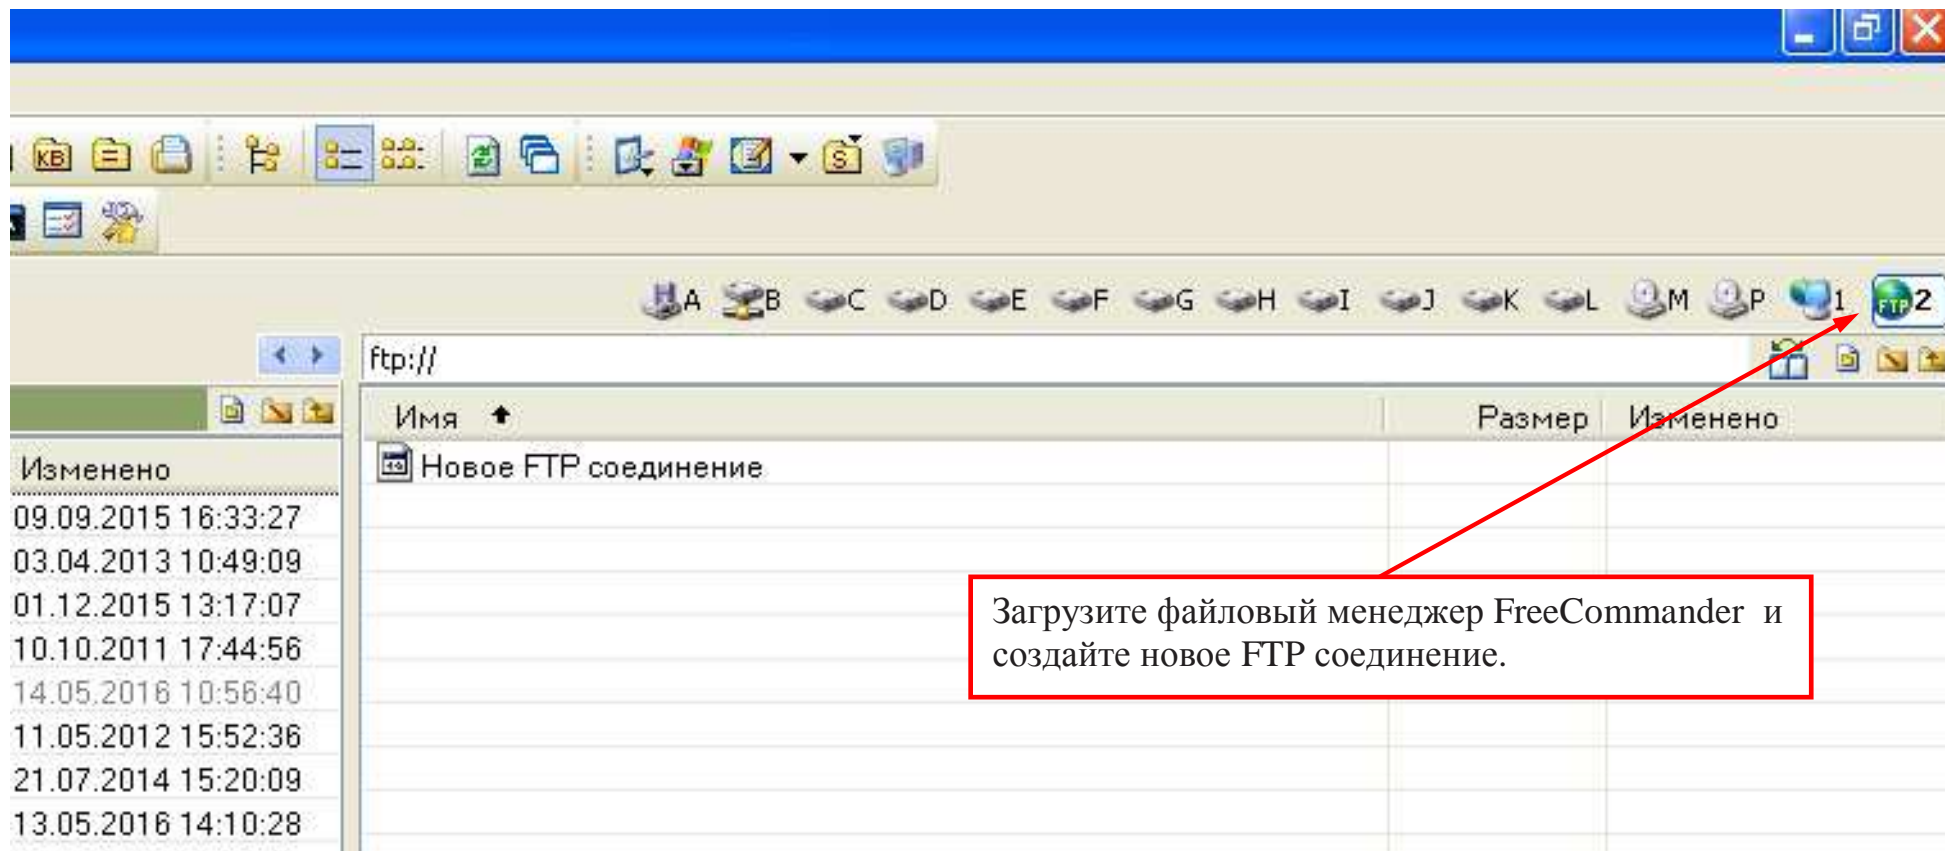 KB
S
A B C D E F G H I J K L M P 1 FTP 2
ftp://
Имя Размер Изменено
Новое FTP соединение
Изменено
09.09.2015 16:33:27
03.04.2013 10:49:09
01.12.2015 13:17:07
10.10.2011 17:44:56
14.05.2016 10:56:40
11.05.2012 15:52:36
21.07.2014 15:20:09
13.05.2016 14:10:28
Загрузите файловый менеджер FreeCommander и
создайте новое FTP соединение.